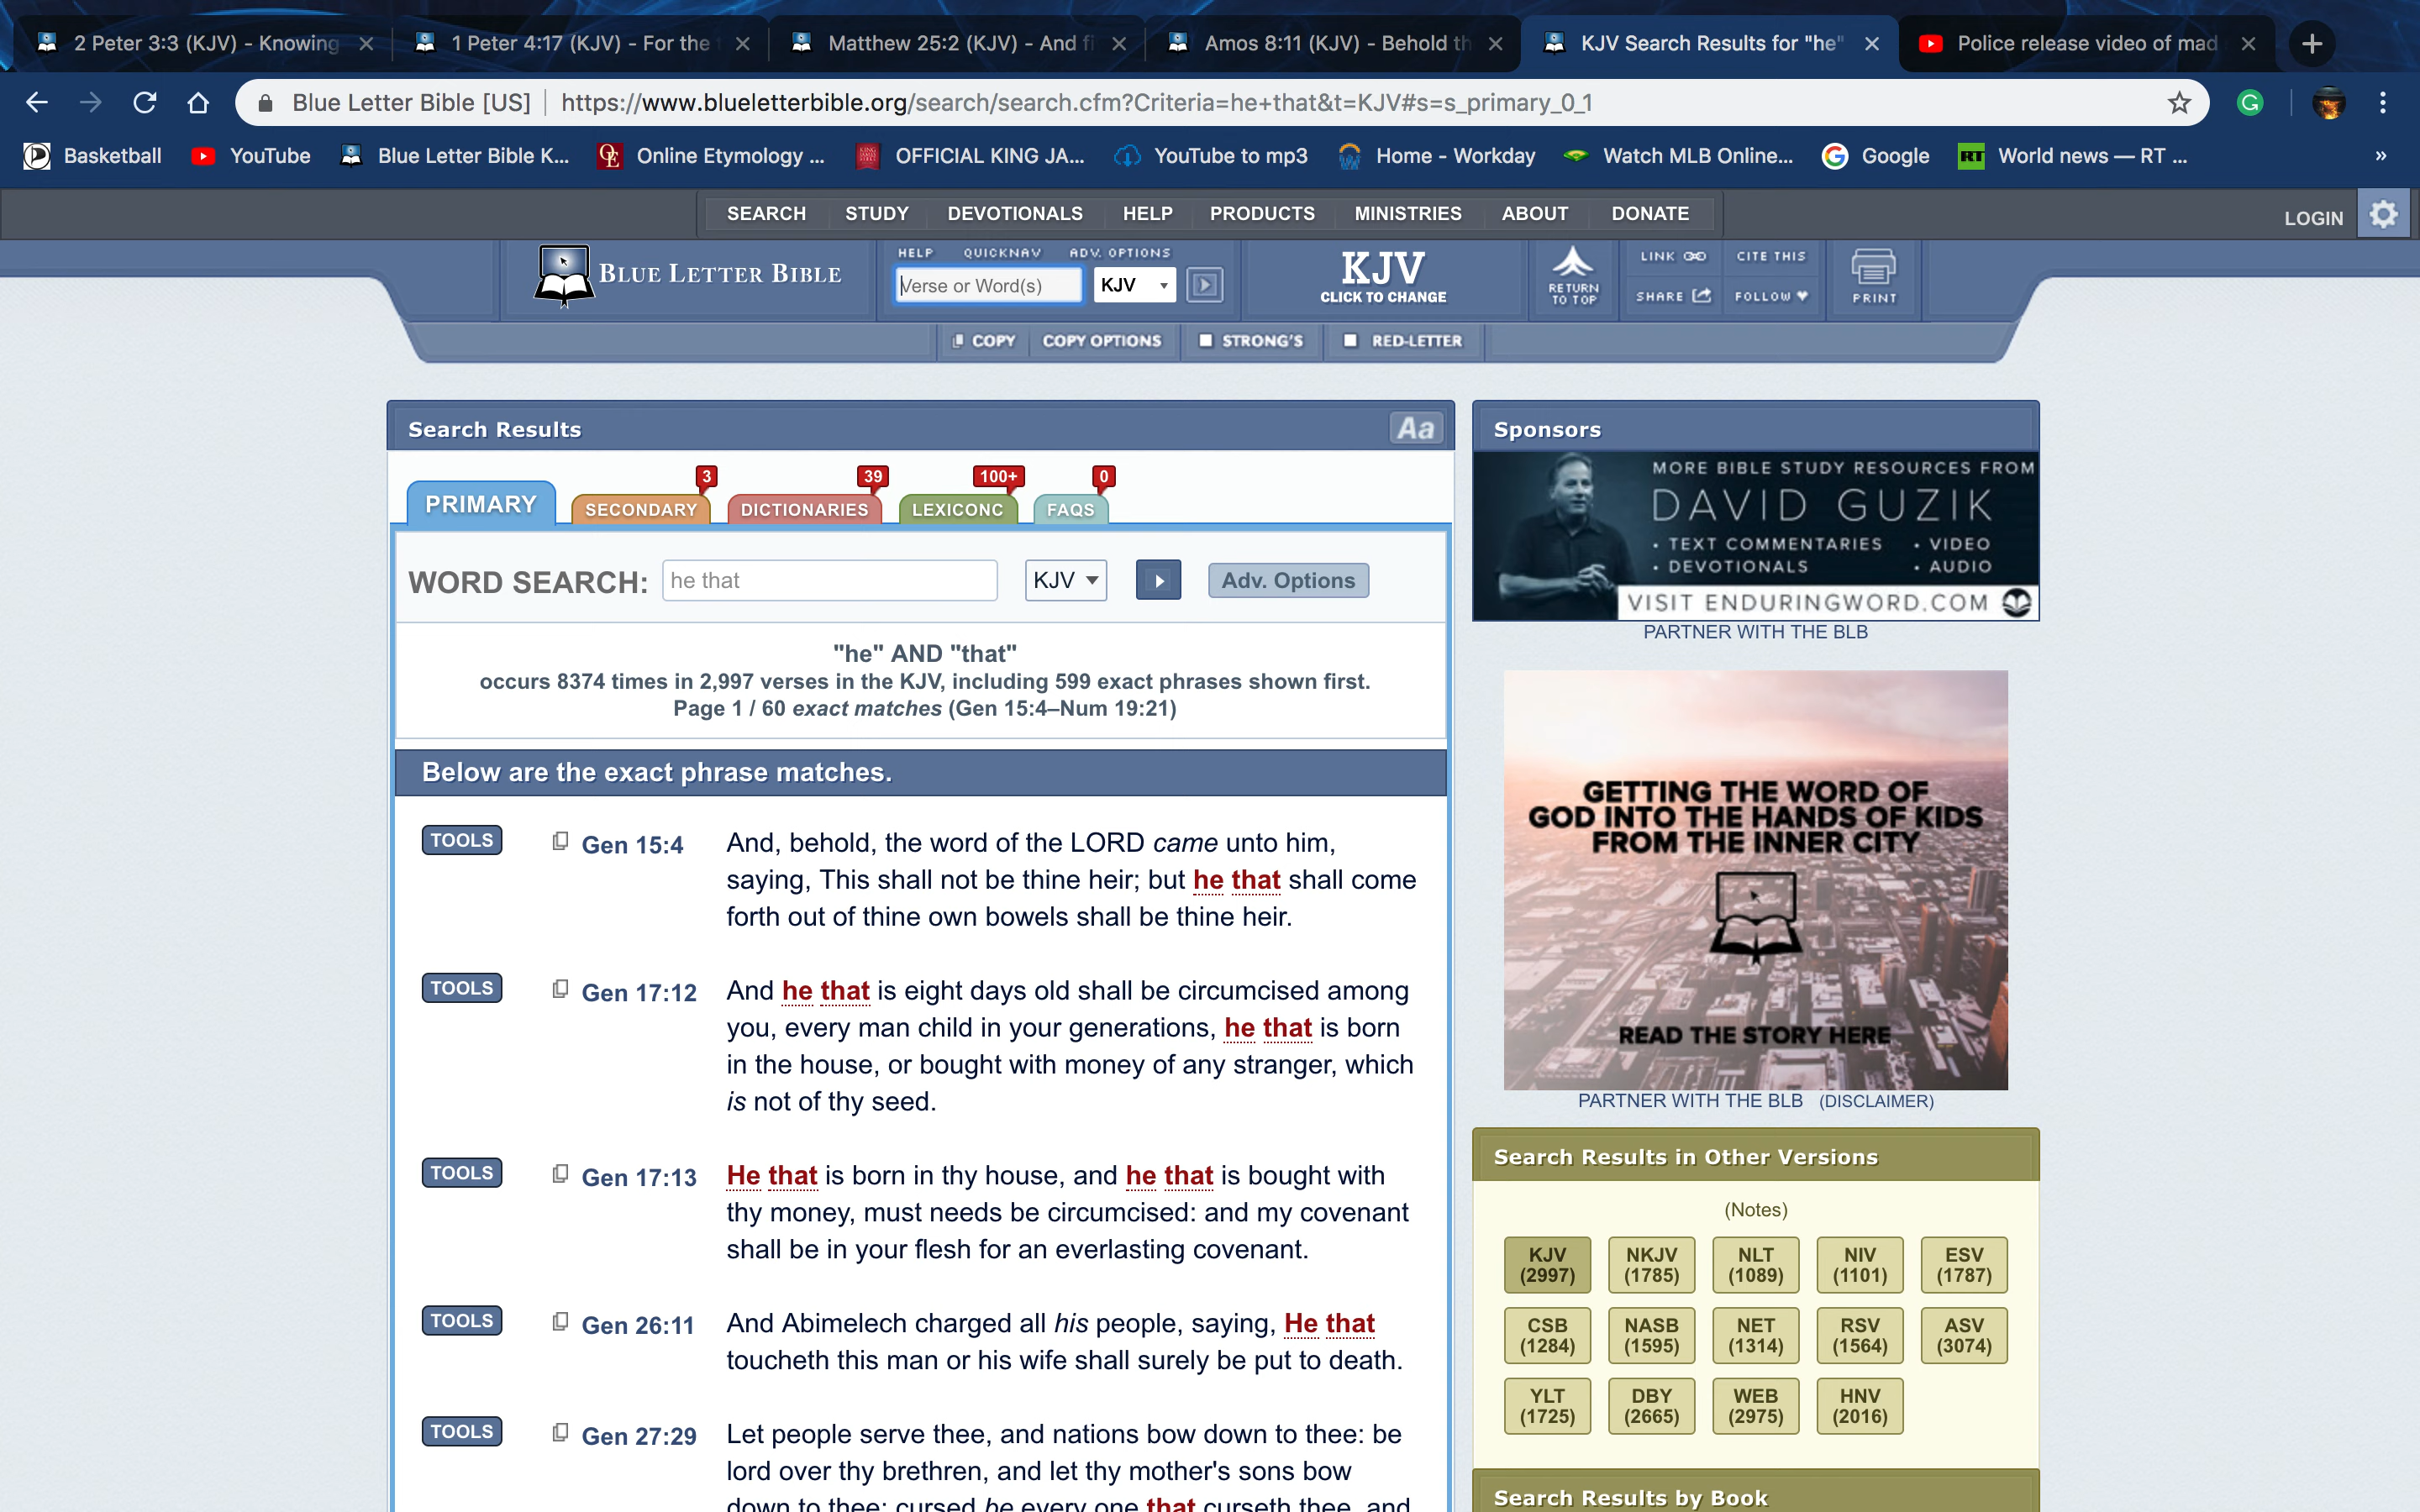 2 Peter 3:3 (KJV) - Knowing
1 Peter 4:17 (KJV) - For the
Matthew 25:2 (KJV) - And fi
Amos 8:11 (KJV) - Behold th
KJV Search Results for "he"
Police release video of mad
Blue Letter Bible [US] https://www.blueletterbible.org/search/search.cfm?Criteria=he+that&t=KJV#s=s_primary_0_1
Basketball YouTube Blue Letter Bible K... Online Etymology ... OFFICIAL KING JA... YouTube to mp3 Home - Workday Watch MLB Online... Google World news — RT ... »
SEARCH STUDY DEVOTIONALS HELP PRODUCTS MINISTRIES ABOUT DONATE
LOGIN
BLUE LETTER BIBLE
HELP QUICKNAV ADV. OPTIONS
Verse or Word(s) KJV
KJV
CLICK TO CHANGE
RETURN
TO TOP
LINK CITE THIS
SHARE FOLLOW
PRINT
COPY COPY OPTIONS STRONG'S RED-LETTER
Search Results Aa
3 39 100+ 0
PRIMARY SECONDARY DICTIONARIES LEXICONC FAQS
WORD SEARCH: he that KJV Adv. Options
"he" AND "that"
occurs 8374 times in 2,997 verses in the KJV, including 599 exact phrases shown first.
Page 1 / 60 exact matches (Gen 15:4–Num 19:21)
Below are the exact phrase matches.
TOOLS Gen 15:4 And, behold, the word of the LORD came unto him,
saying, This shall not be thine heir; but he that shall come
forth out of thine own bowels shall be thine heir.
TOOLS Gen 17:12 And he that is eight days old shall be circumcised among
you, every man child in your generations, he that is born
in the house, or bought with money of any stranger, which
is not of thy seed.
TOOLS Gen 17:13 He that is born in thy house, and he that is bought with
thy money, must needs be circumcised: and my covenant
shall be in your flesh for an everlasting covenant.
TOOLS Gen 26:11 And Abimelech charged all his people, saying, He that
toucheth this man or his wife shall surely be put to death.
TOOLS Gen 27:29 Let people serve thee, and nations bow down to thee: be
lord over thy brethren, and let thy mother's sons bow
down to thee: cursed be every one that curseth thee, and
Sponsors
MORE BIBLE STUDY RESOURCES FROM
DAVID GUZIK
• TEXT COMMENTARIES • VIDEO
• DEVOTIONALS • AUDIO
VISIT ENDURINGWORD.COM
PARTNER WITH THE BLB
GETTING THE WORD OF
GOD INTO THE HANDS OF KIDS
FROM THE INNER CITY
READ THE STORY HERE
PARTNER WITH THE BLB (DISCLAIMER)
Search Results in Other Versions
(Notes)
KJV NKJV NLT NIV ESV
(2997) (1785) (1089) (1101) (1787)
CSB NASB NET RSV ASV
(1284) (1595) (1314) (1564) (3074)
YLT DBY WEB HNV
(1725) (2665) (2975) (2016)
Search Results by Book